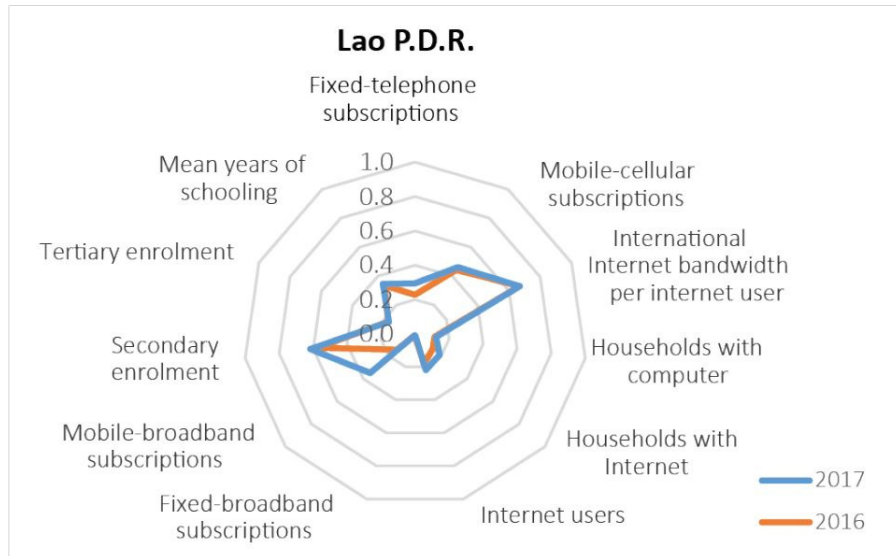 Lao P.D.R.
Fixed-telephone
subscriptions
Mobile-cellular
subscriptions
International
Internet bandwidth
per internet user
Households with
computer
Households with
Internet
Internet users
Fixed-broadband
subscriptions
Mobile-broadband
subscriptions
Secondary
enrolment
Tertiary enrolment
Mean years of
schooling
1.0
0.8
0.6
0.4
0.2
0.0
2017
2016